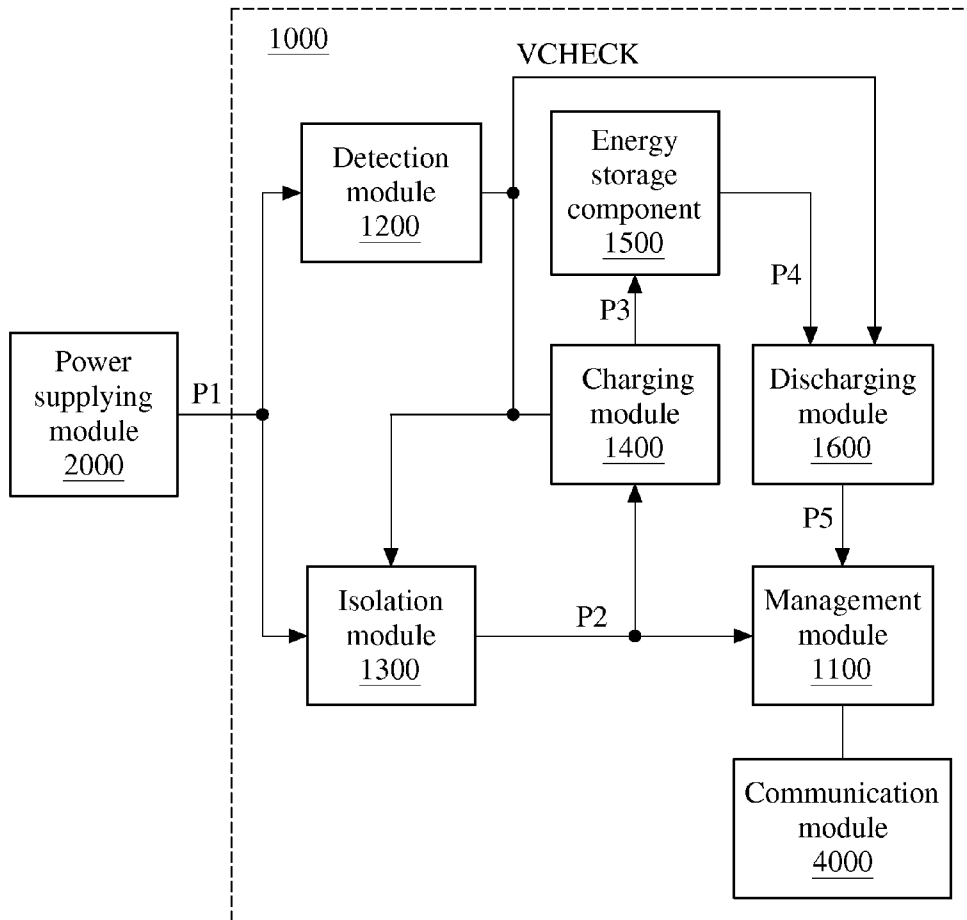 1000
VCHECK
Detection
module
1200
Energy
storage
component
1500
P4
P3
Power
supplying
module
2000
P1
Charging
module
1400
Discharging
module
1600
P5
Isolation
module
1300
P2
Management
module
1100
Communication
module
4000